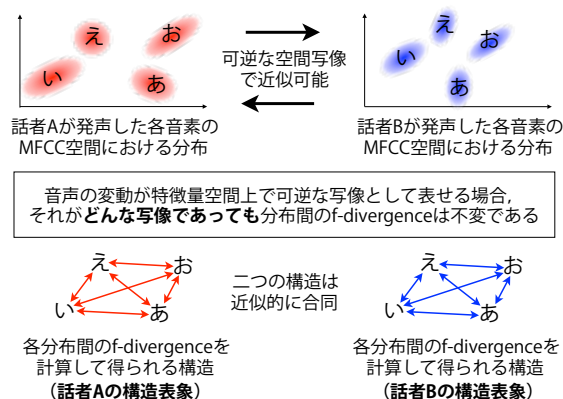 え
お
い
あ
可逆な空間写像
で近似可能
え
お
い
あ
話者Aが発声した各音素の
MFCC空間における分布
話者Bが発声した各音素の
MFCC空間における分布
音声の変動が特徴量空間上で可逆な写像として表せる場合,
それがどんな写像であっても分布間のf-divergenceは不変である
え
お
い
あ
二つの構造は
近似的に合同
え
お
い
あ
各分布間のf-divergenceを
計算して得られる構造
（話者Aの構造表象）
各分布間のf-divergenceを
計算して得られる構造
（話者Bの構造表象）